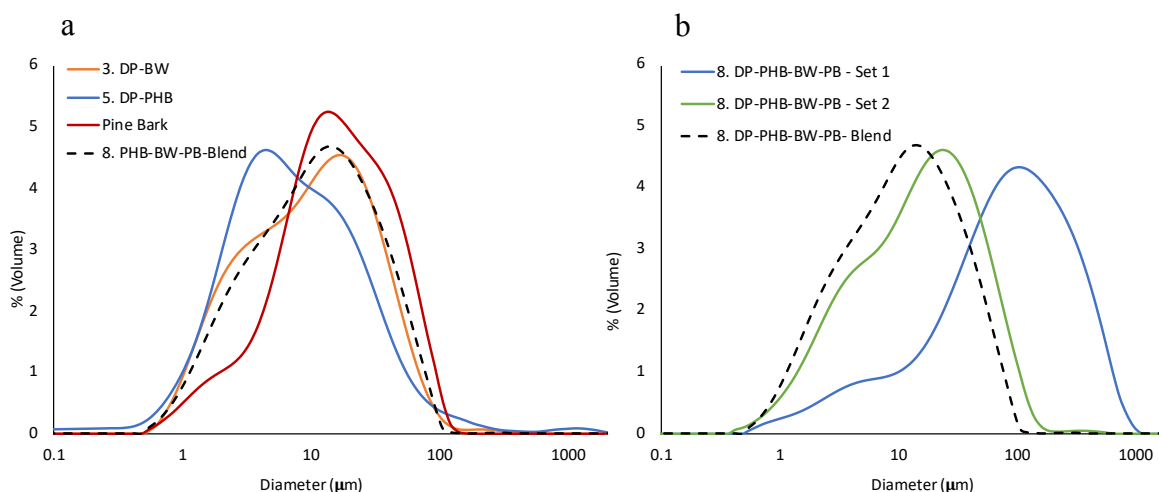 a
% (Volume)
6
5
4
3
2
1
0
3. DP-BW
5. DP-PHB
Pine Bark
8. PHB-BW-PB-Blend
0.1 1 10 100 1000
Diameter (μm)
b
% (Volume)
6
5
4
3
2
1
0
8. DP-PHB-BW-PB - Set 1
8. DP-PHB-BW-PB - Set 2
8. DP-PHB-BW-PB- Blend
0.1 1 10 100 1000
Diameter (μm)